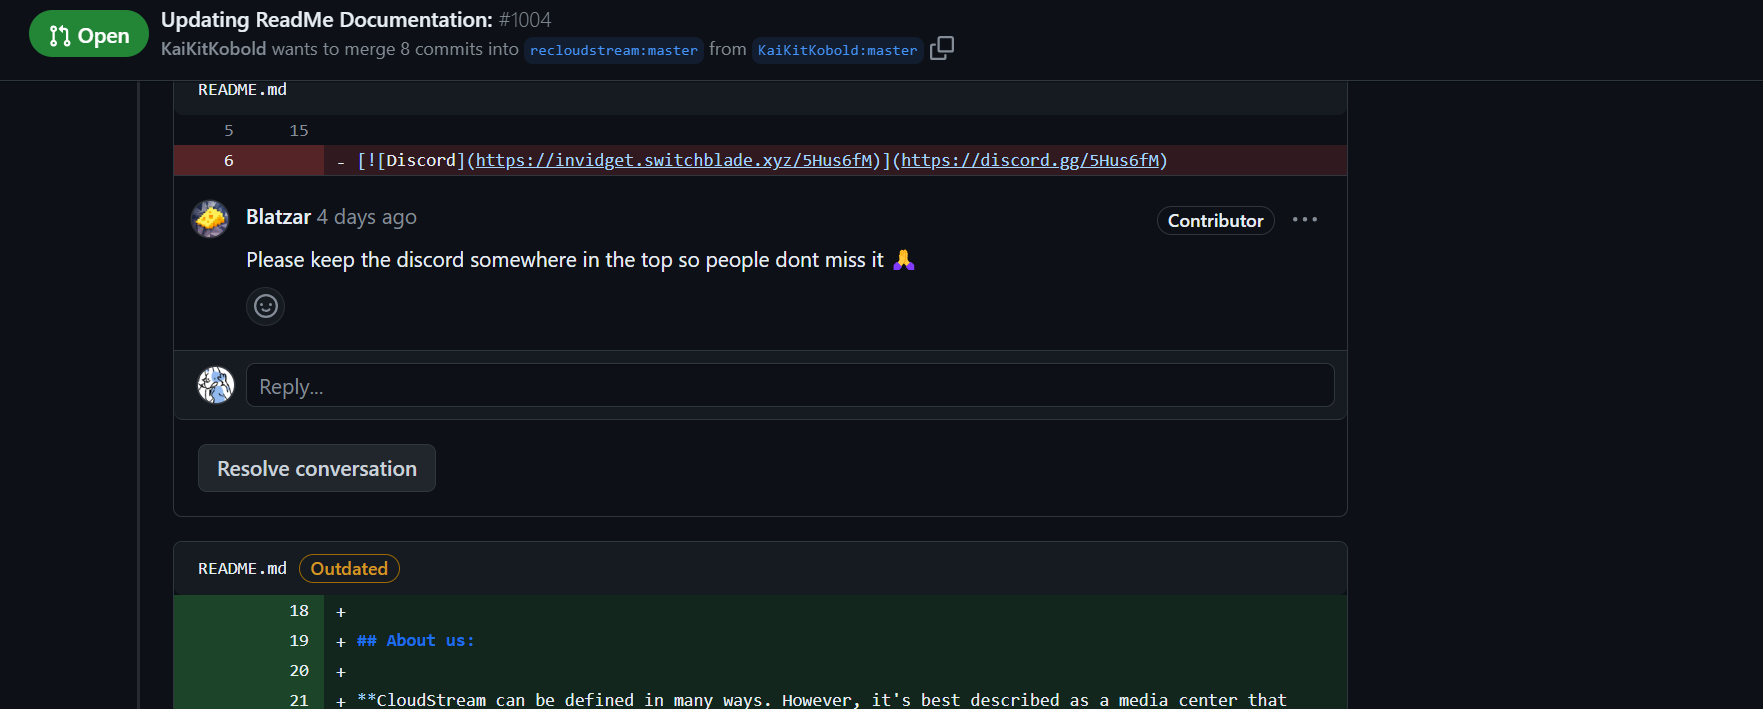 Open
Updating ReadMe Documentation: #1004
KaiKitKobold wants to merge 8 commits into recloudstream:master from KaiKitKobold:master
README.md
5 15
6 - [![Discord](https://invidget.switchblade.xyz/5Hus6fM)](https://discord.gg/5Hus6fM)
Blatzar 4 days ago
Contributor
Please keep the discord somewhere in the top so people dont miss it 🙏
Reply...
Resolve conversation
README.md Outdated
18 +
19 + ## About us:
20 +
21 + **CloudStream can be defined in many ways. However, it's best described as a media center that